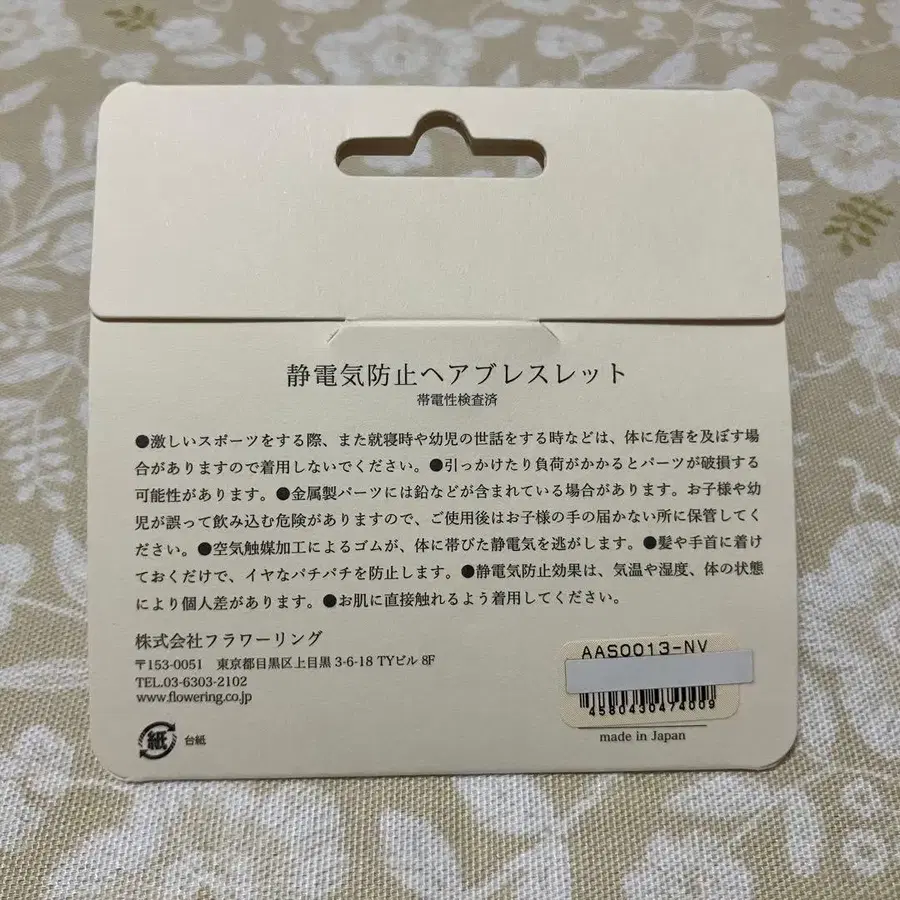 静電気防止ヘアブレスレット
帯電性検査済
●激しいスポーツをする際、また就寝時や幼児の世話をする時などは、体に危害を及ぼす場
合がありますので着用しないでください。●引っかけたり負荷がかかるとパーツが破損する
可能性があります。●金属製パーツには鉛などが含まれている場合があります。お子様や幼
児が誤って飲み込む危険がありますので、ご使用後はお子様の手の届かない所に保管してく
ださい。●空気触媒加工によるゴムが、体に帯びた静電気を逃がします。●髪や手首に着け
ておくだけで、イヤなパチパチを防止します。●静電気防止効果は、気温や湿度、体の状態
により個人差があります。●お肌に直接触れるよう着用してください。
株式会社フラワーリング
〒153-0051 東京都目黒区上目黒 3-6-18 TYビル 8F
TEL.03-6303-2102
www.flowering.co.jp
紙 台紙
AAS0013-NV
4580430474009
made in Japan